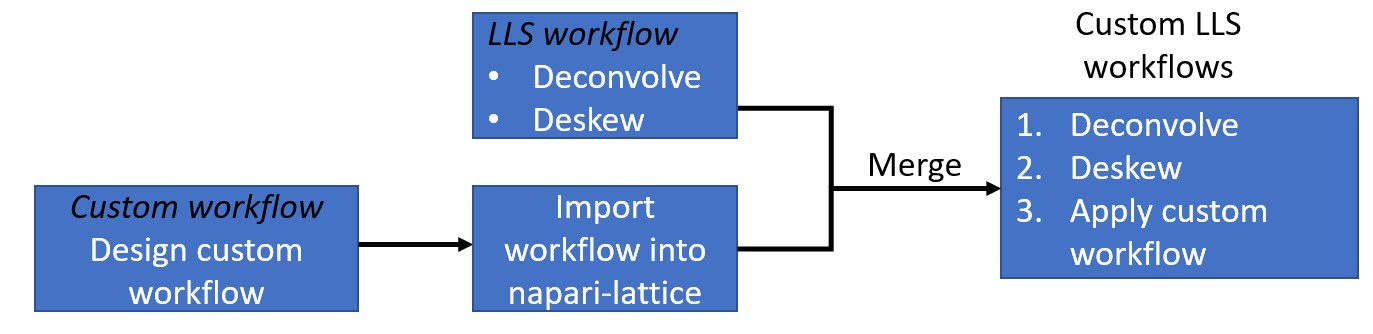 LLS workflow
• Deconvolve
• Deskew
Custom workflow
Design custom
workflow
Import
workflow into
napari-lattice
Merge
Custom LLS
workflows
1. Deconvolve
2. Deskew
3. Apply custom
workflow